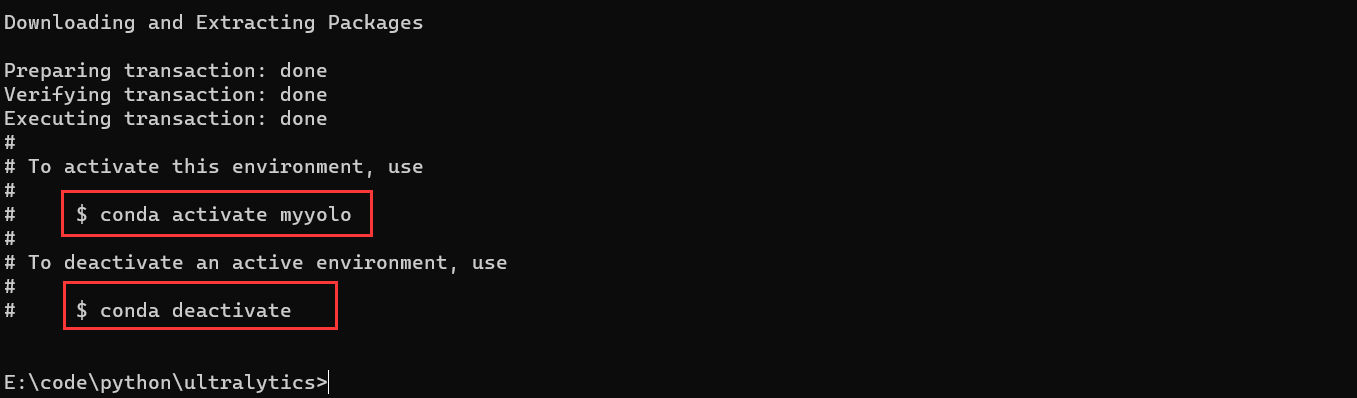 Downloading and Extracting Packages
Preparing transaction: done
Verifying transaction: done
Executing transaction: done
#
# To activate this environment, use
#
#     $ conda activate myyolo
#
# To deactivate an active environment, use
#
#     $ conda deactivate
E:\code\python\ultralytics>